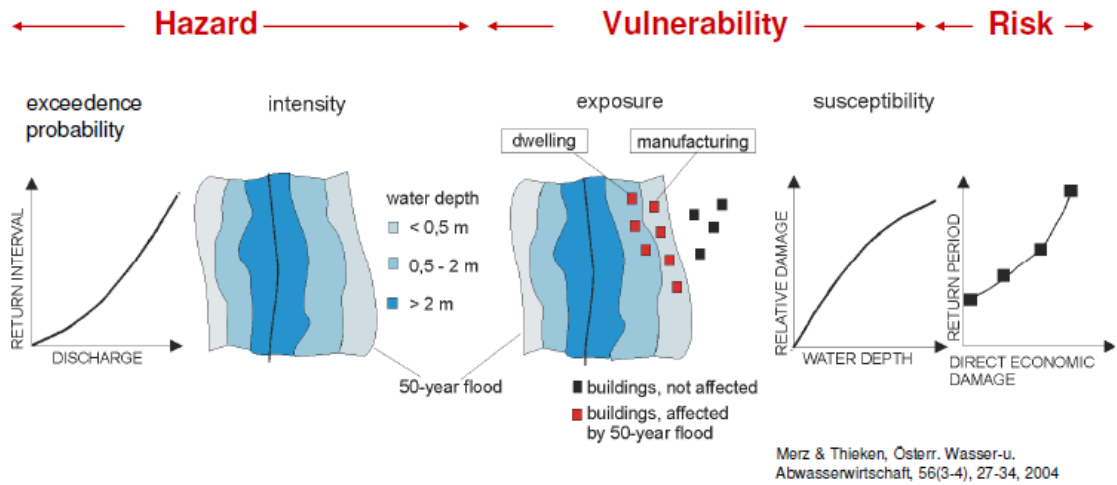 Hazard
Vulnerability
Risk
exceedence
probability
intensity
exposure
susceptibility
dwelling
manufacturing
RETURN INTERVAL
DISCHARGE
water depth
< 0,5 m
0,5 - 2 m
> 2 m
50-year flood
buildings, not affected
buildings, affected
by 50-year flood
RELATIVE DAMAGE
WATER DEPTH
RETURN PERIOD
DIRECT ECONOMIC
DAMAGE
Merz & Thieken, Österr. Wasser-u.
Abwasserwirtschaft, 56(3-4), 27-34, 2004